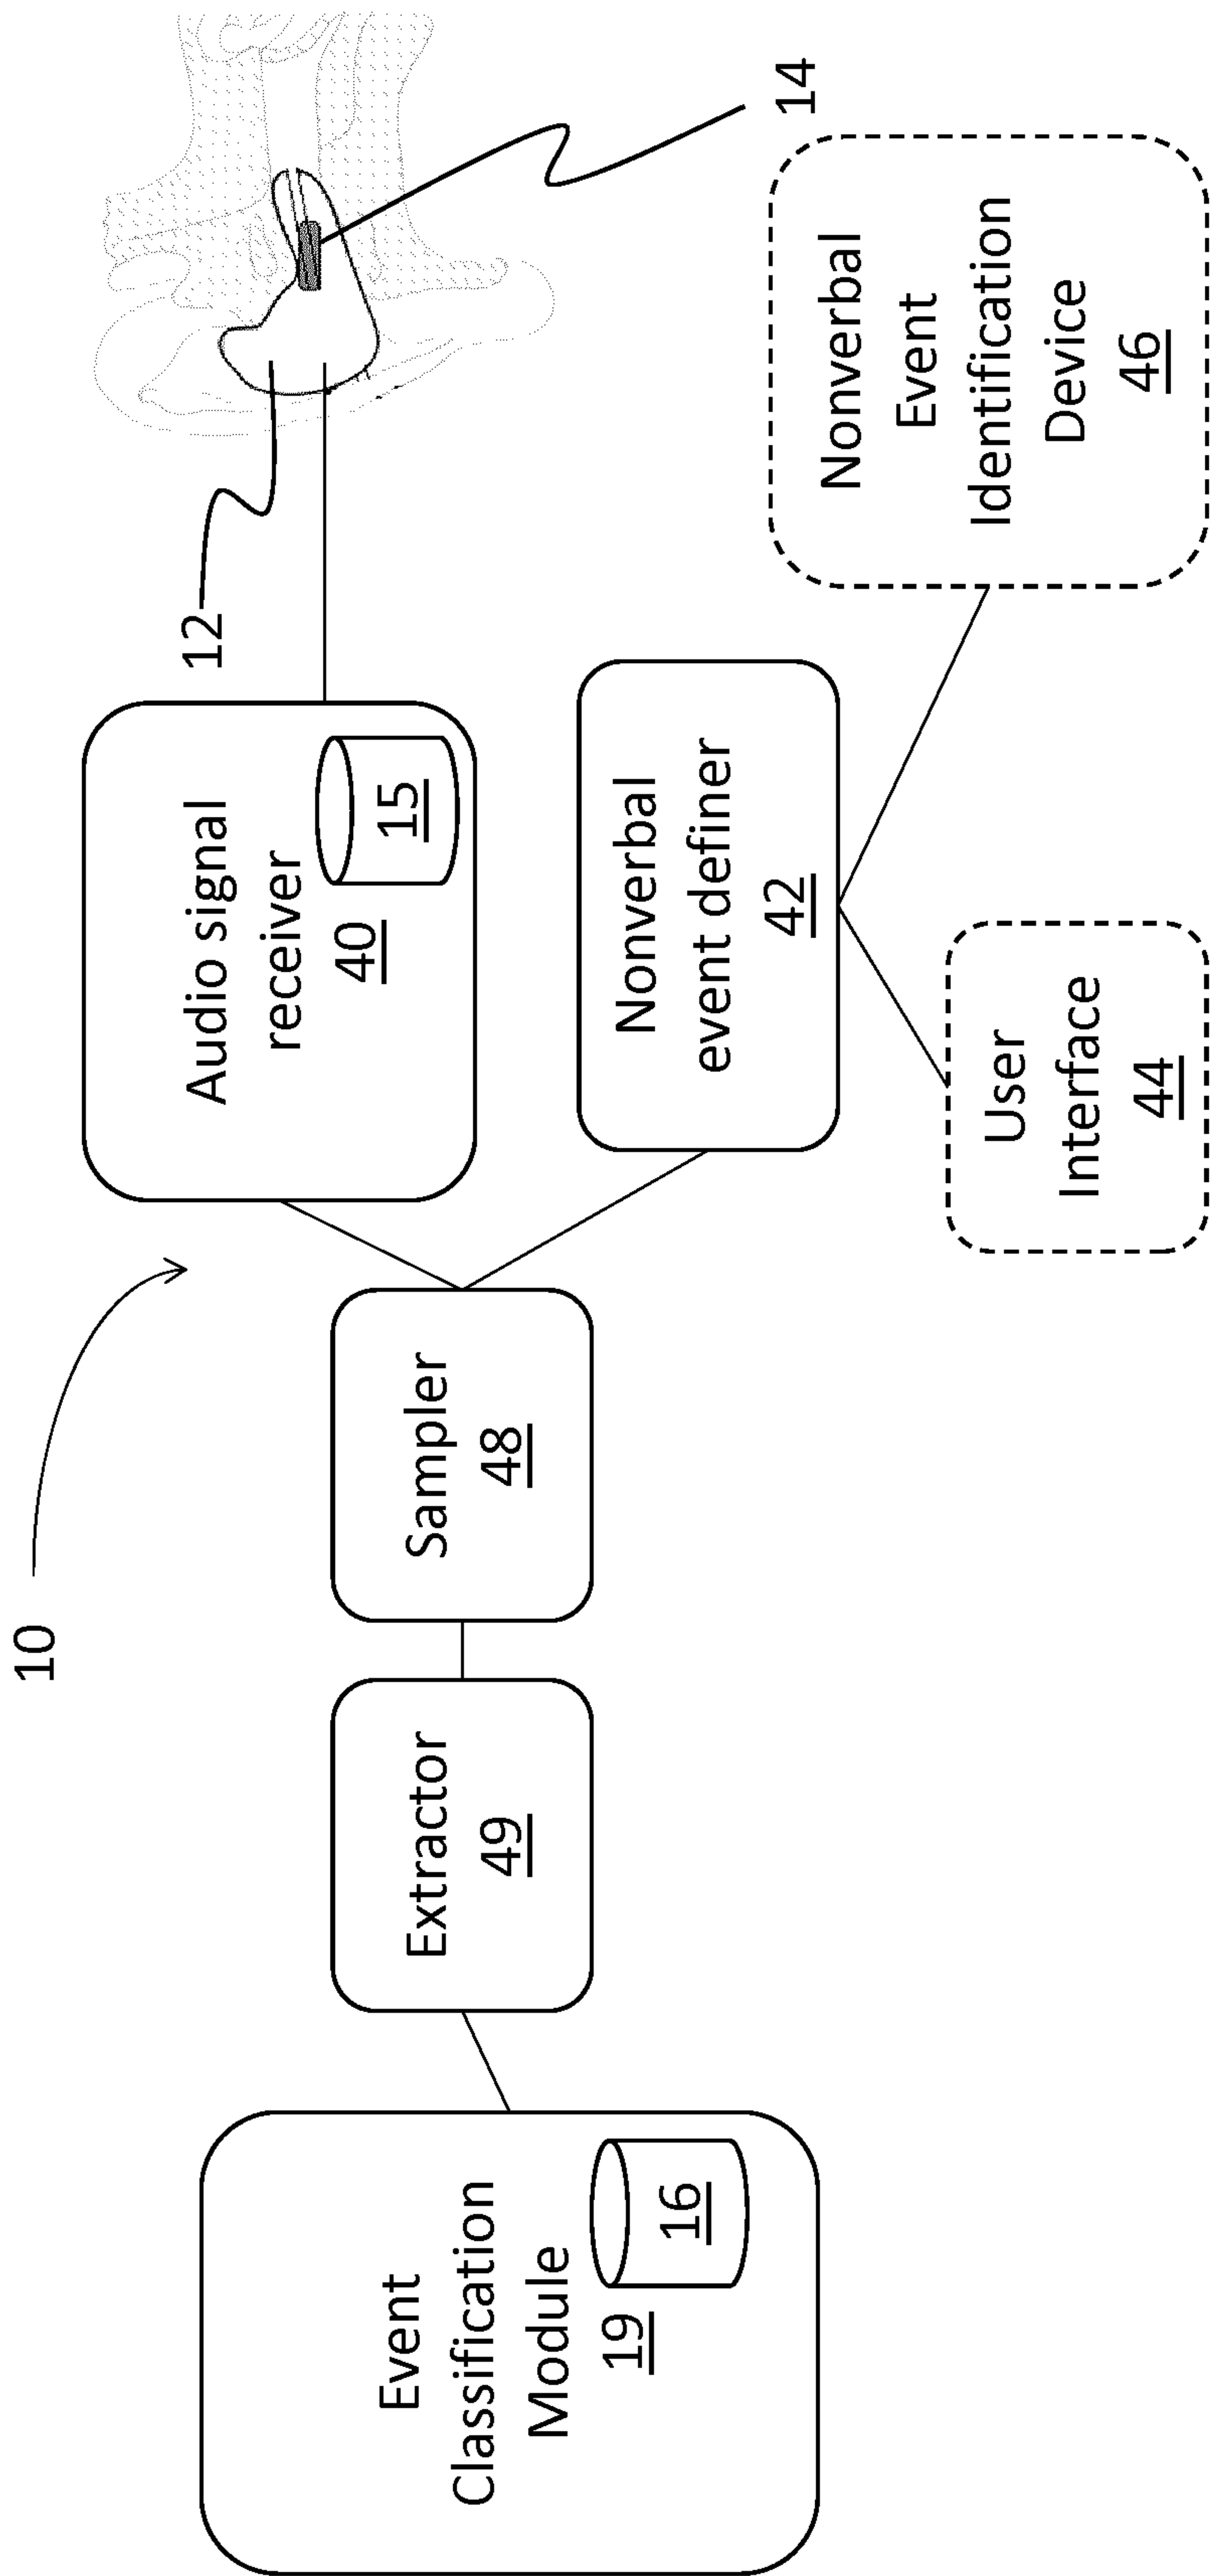 10
Event
Classification
Module
19
16
Extractor
49
Sampler
48
Audio signal
receiver
40
15
12
14
Nonverbal
event definer
42
User
Interface
44
Nonverbal
Event
Identification
Device
46